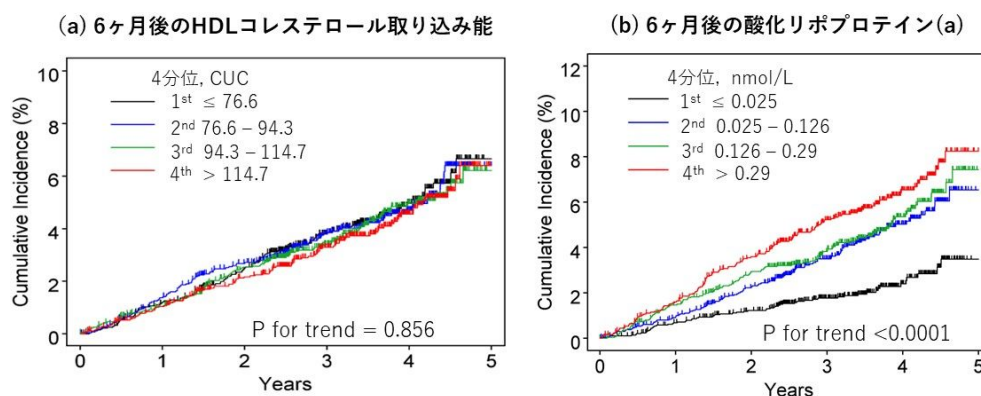 (a) 6ヶ月後のHDLコレステロール取り込み能
10
8
6
4
2
0
Cumulative Incidence (%)
4分位, CUC
1st ≤ 76.6
2nd 76.6 – 94.3
3rd 94.3 – 114.7
4th > 114.7
P for trend = 0.856
0 1 2 3 4 5
Years
(b) 6ヶ月後の酸化リポプロテイン(a)
12
10
8
6
4
2
0
Cumulative Incidence (%)
4分位, nmol/L
1st ≤ 0.025
2nd 0.025 – 0.126
3rd 0.126 – 0.29
4th > 0.29
P for trend <0.0001
0 1 2 3 4 5
Years